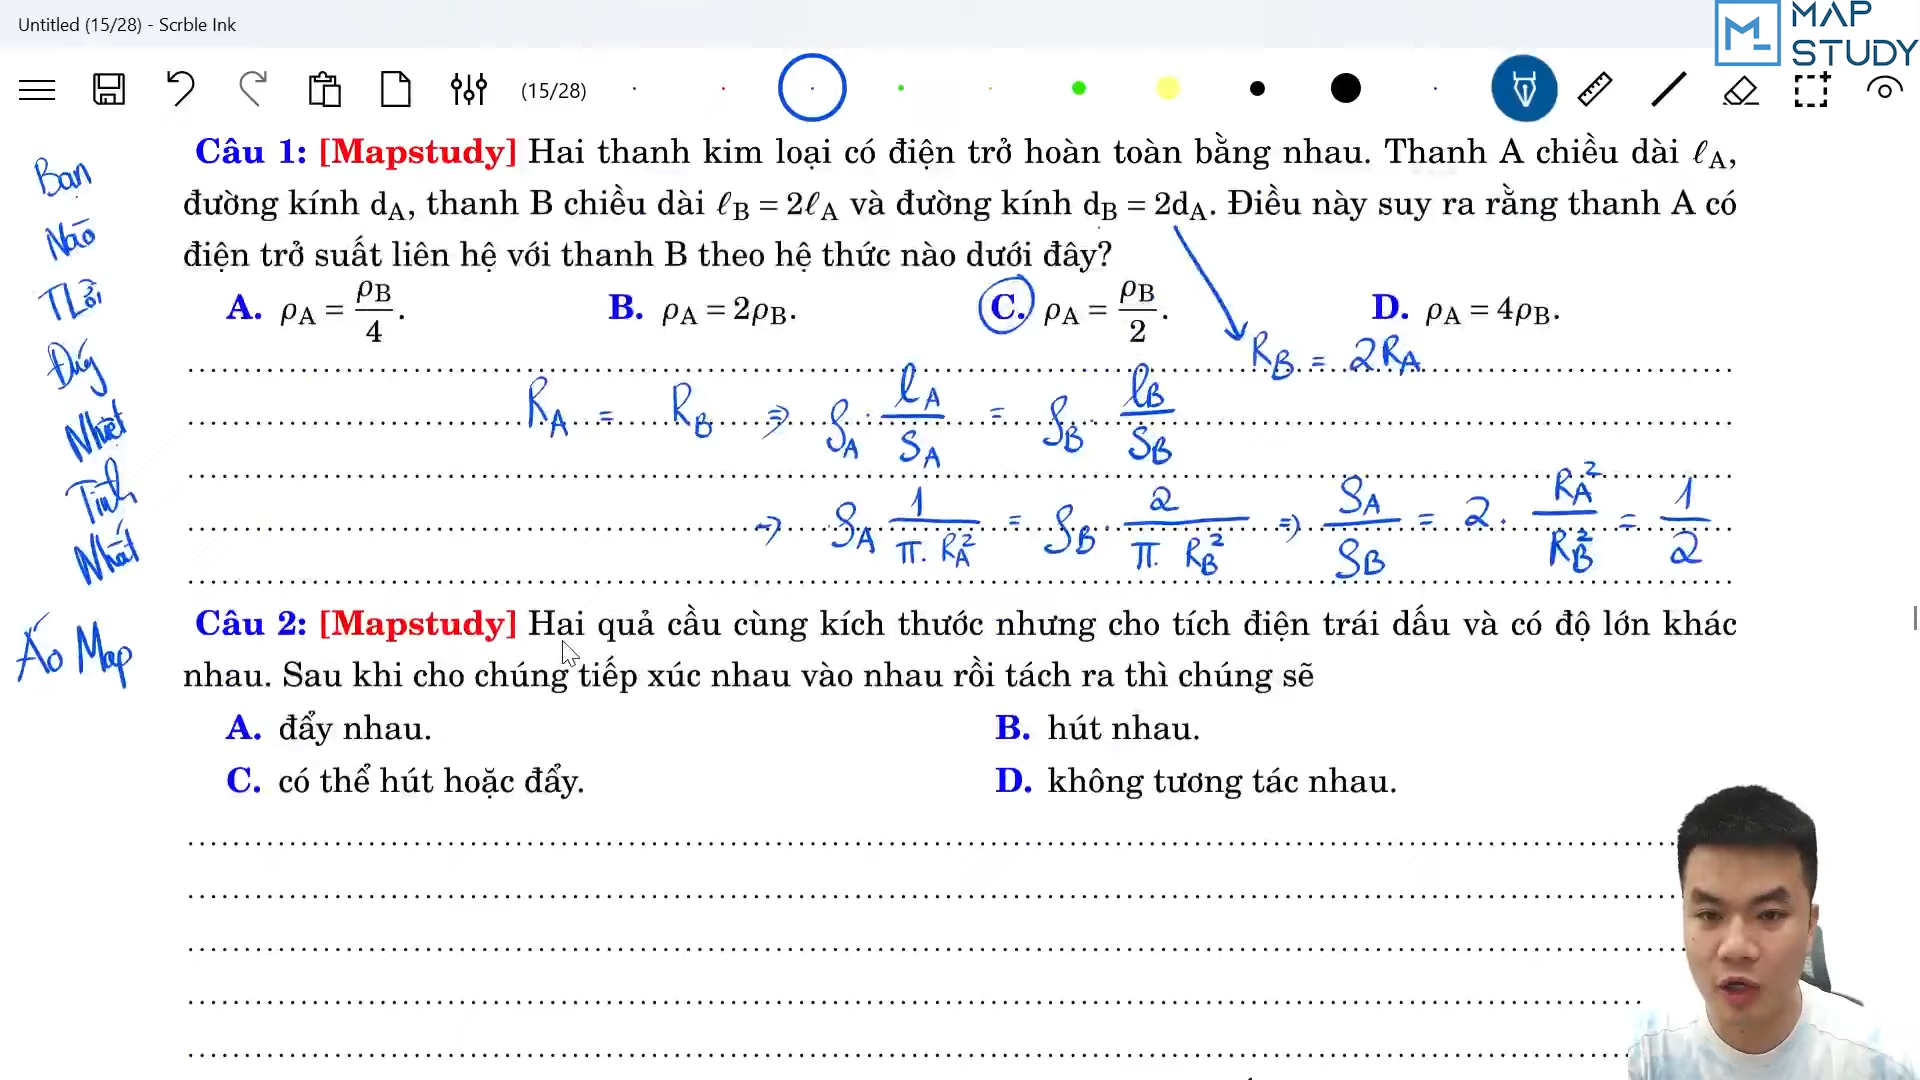 Untitled (15/28) - Scrble Ink
MAP
STUDY
(15/28)
Câu 1: [Mapstudy] Hai thanh kim loại có điện trở hoàn toàn bằng nhau. Thanh A chiều dài ℓA,
đường kính dA, thanh B chiều dài ℓB = 2ℓA và đường kính dB = 2dA. Điều này suy ra rằng thanh A có
điện trở suất liên hệ với thanh B theo hệ thức nào dưới đây?
A. ρA = ρB/4. B. ρA = 2ρB. C. ρA = ρB/2. D. ρA = 4ρB.
RB = 2RA
RA = RB ⇒ ρA · ℓA/SA = ρB · ℓB/SB
→ ρA · 1/(π. RA²) = ρB · 2/(π. RB²) ⇒ ρA/ρB = 2 · RA²/RB² = 1/2
Bạn
Nào
TLời
Đúng
Nhiệt
Tình
Nhất
Áo Map
Câu 2: [Mapstudy] Hai quả cầu cùng kích thước nhưng cho tích điện trái dấu và có độ lớn khác
nhau. Sau khi cho chúng tiếp xúc nhau vào nhau rồi tách ra thì chúng sẽ
A. đẩy nhau. B. hút nhau.
C. có thể hút hoặc đẩy. D. không tương tác nhau.